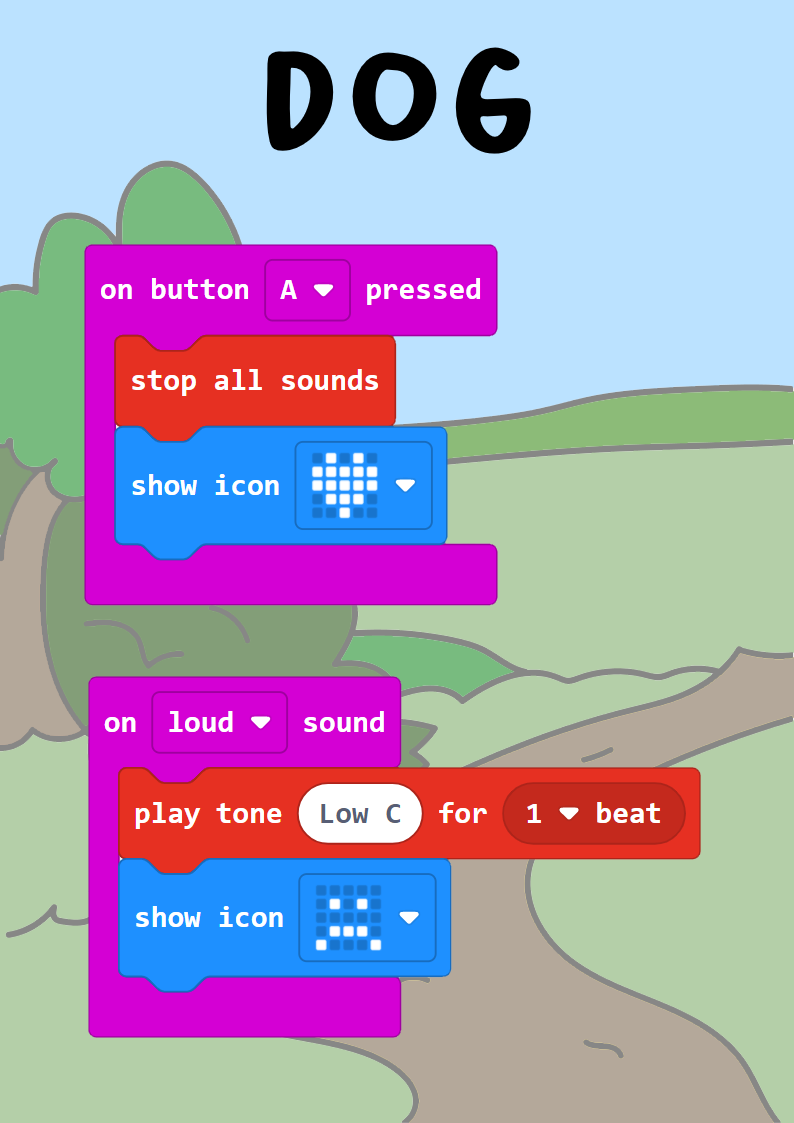 DOG
on button A pressed
stop all sounds
show icon
on loud sound
play tone Low C for 1 beat
show icon